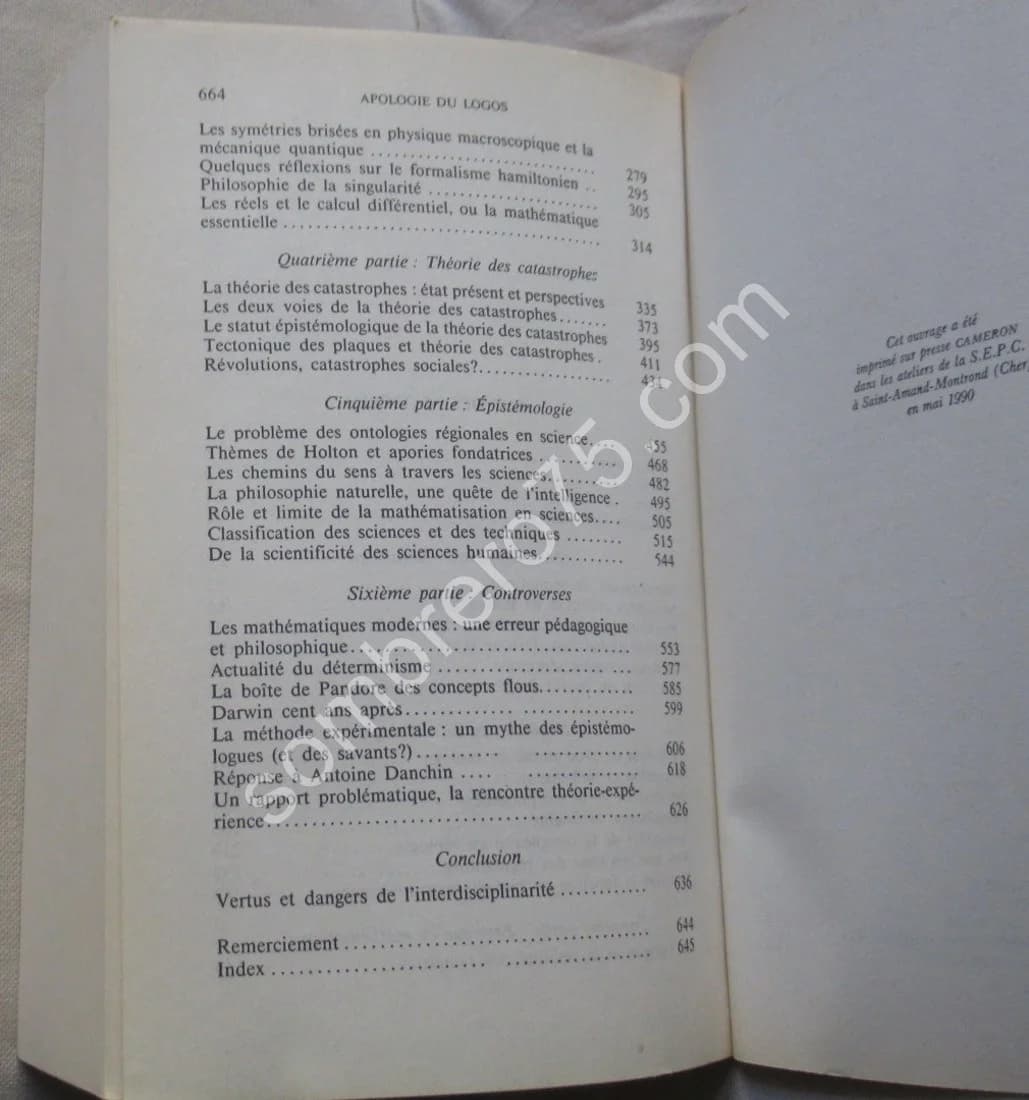 664 APOLOGIE DU LOGOS
Les symétries brisées en physique macroscopique et la
mécanique quantique .............................. 279
Quelques réflexions sur le formalisme hamiltonien .. 295
Philosophie de la singularité ...................... 305
Les réels et le calcul différentiel, ou la mathématique
essentielle ........................................ 314
Quatrième partie : Théorie des catastrophes
La théorie des catastrophes : état présent et perspectives 335
Les deux voies de la théorie des catastrophes....... 373
Le statut épistémologique de la théorie des catastrophes 395
Tectonique des plaques et théorie des catastrophes . 411
Révolutions, catastrophes sociales?................. 431
Cinquième partie : Épistémologie
Le problème des ontologies régionales en science.... 455
Thèmes de Holton et apories fondatrices ........... 468
Les chemins du sens à travers les sciences.......... 482
La philosophie naturelle, une quête de l'intelligence . 495
Rôle et limite de la mathématisation en sciences.... 505
Classification des sciences et des techniques ........ 515
De la scientificité des sciences humaines............ 544
Sixième partie : Controverses
Les mathématiques modernes : une erreur pédagogique
et philosophique.................................... 553
Actualité du déterminisme ..................... ... 577
La boîte de Pandore des concepts flous............. 585
Darwin cent ans après........... ............... 599
La méthode expérimentale : un mythe des épistémo-
logues (et des savants?).......... ............. 606
Réponse à Antoine Danchin .... .............. 618
Un rapport problématique, la rencontre théorie-expé-
rience.............................................. 626
Conclusion
Vertus et dangers de l'interdisciplinarité ............ 636
Remerciement ..................................... 644
Index ........................ ................. 645
Cet ouvrage a été
imprimé sur presse CAMERON
dans les ateliers de la S.E.P.C.
à Saint-Amand-Montrond (Cher)
en mai 1990
sombrero75.com